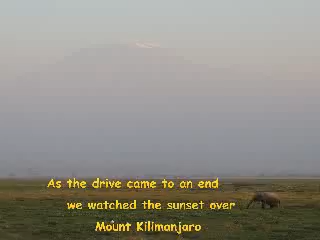 As the drive came to an end
we watched the sunset over
Mount Kilimanjaro